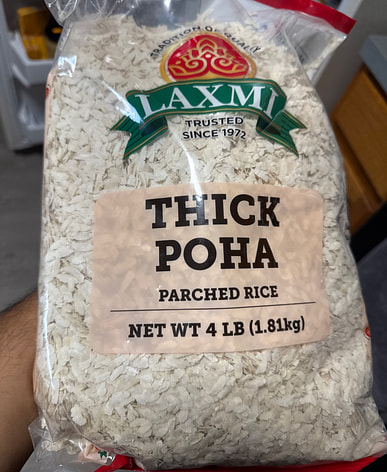 TRADITION OF QUALITY
LAXMI
TRUSTED
SINCE 1972
THICK
POHA
PARCHED RICE
NET WT 4 LB (1.81kg)